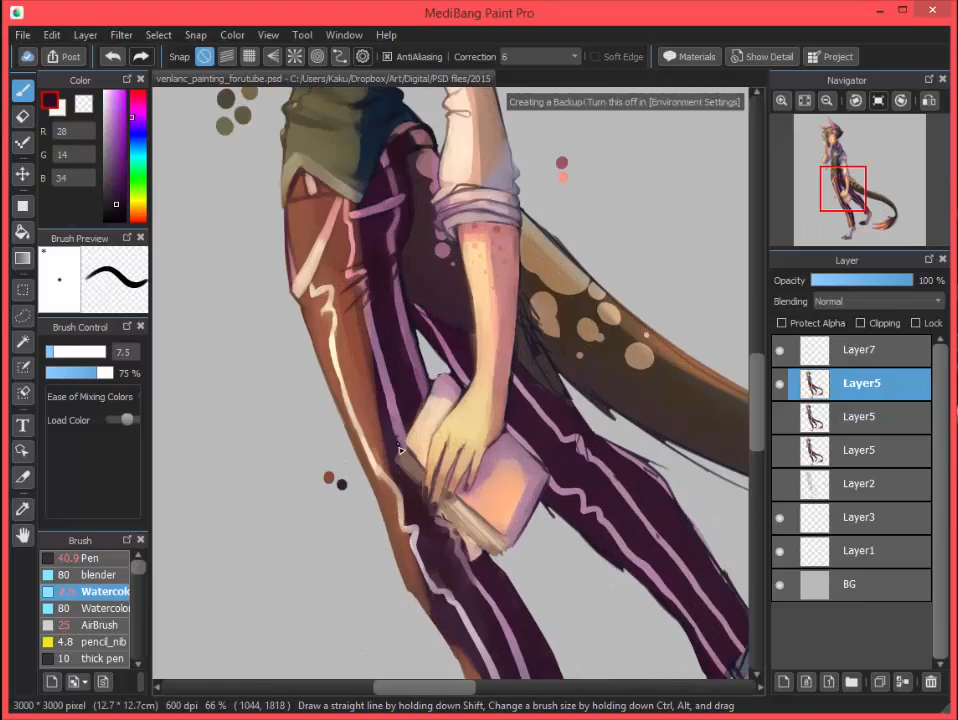 MediBang Paint Pro
File Edit Layer Filter Select Snap Color View Tool Window Help
Post Snap AntiAliasing Correction 6 Soft Edge Materials Show Detail Project
Color
venlanc_painting_forutube.psd - C:/Users/Kaku/Dropbox/Art/Digital/PSD files/2015
Navigator
Creating a Backup(Turn this off in [Environment Settings]
R 28
G 14
B 34
Brush Preview
Layer
Opacity 100 %
Blending Normal
Protect Alpha Clipping Lock
Brush Control
7.5
75 %
Ease of Mixing Colors
Load Color
Layer7
Layer5
Layer5
Layer5
Layer2
Layer3
Layer1
BG
Brush
40.9 Pen
80 blender
7.5 Watercolo
80 Watercolo
25 AirBrush
4.8 pencil_nib
10 thick pen
3000 * 3000 pixel (12.7 * 12.7cm) 600 dpi 66 % ( 1044, 1818 ) Draw a straight line by holding down Shift, Change a brush size by holding down Ctrl, Alt, and drag